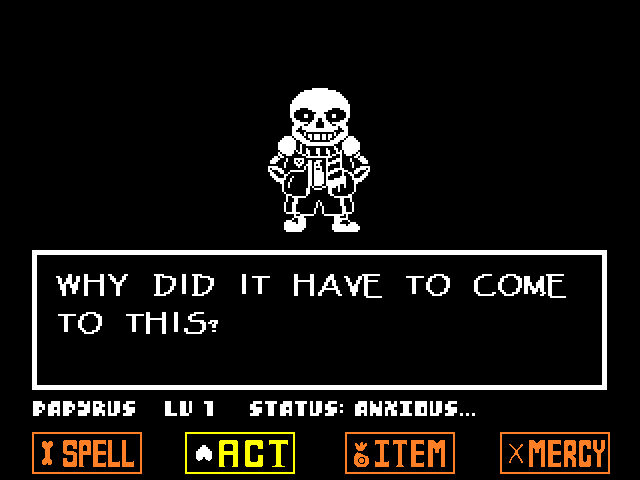 WHY DID IT HAVE TO COME
TO THIS?
PAPYRUS LV 1 STATUS: ANXIOUS...
SPELL ACT ITEM MERCY